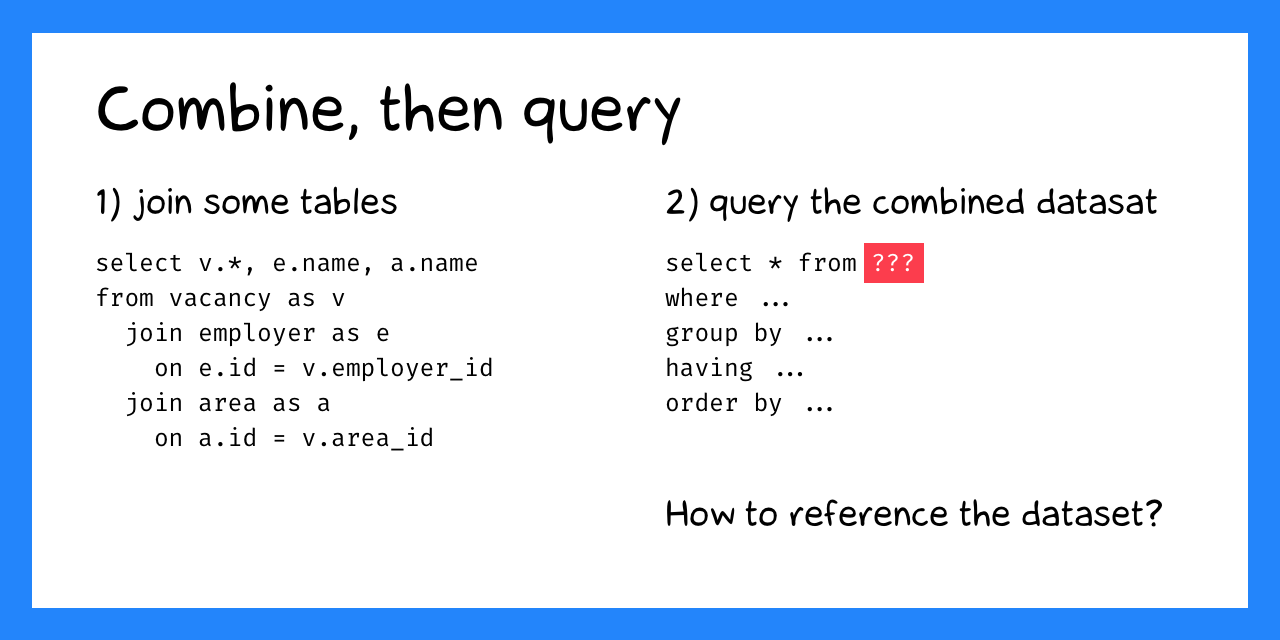 Combine, then query
1) join some tables
select v.*, e.name, a.name
from vacancy as v
  join employer as e
    on e.id = v.employer_id
  join area as a
    on a.id = v.area_id
2) query the combined datasat
select * from ???
where ...
group by ...
having ...
order by ...
How to reference the dataset?